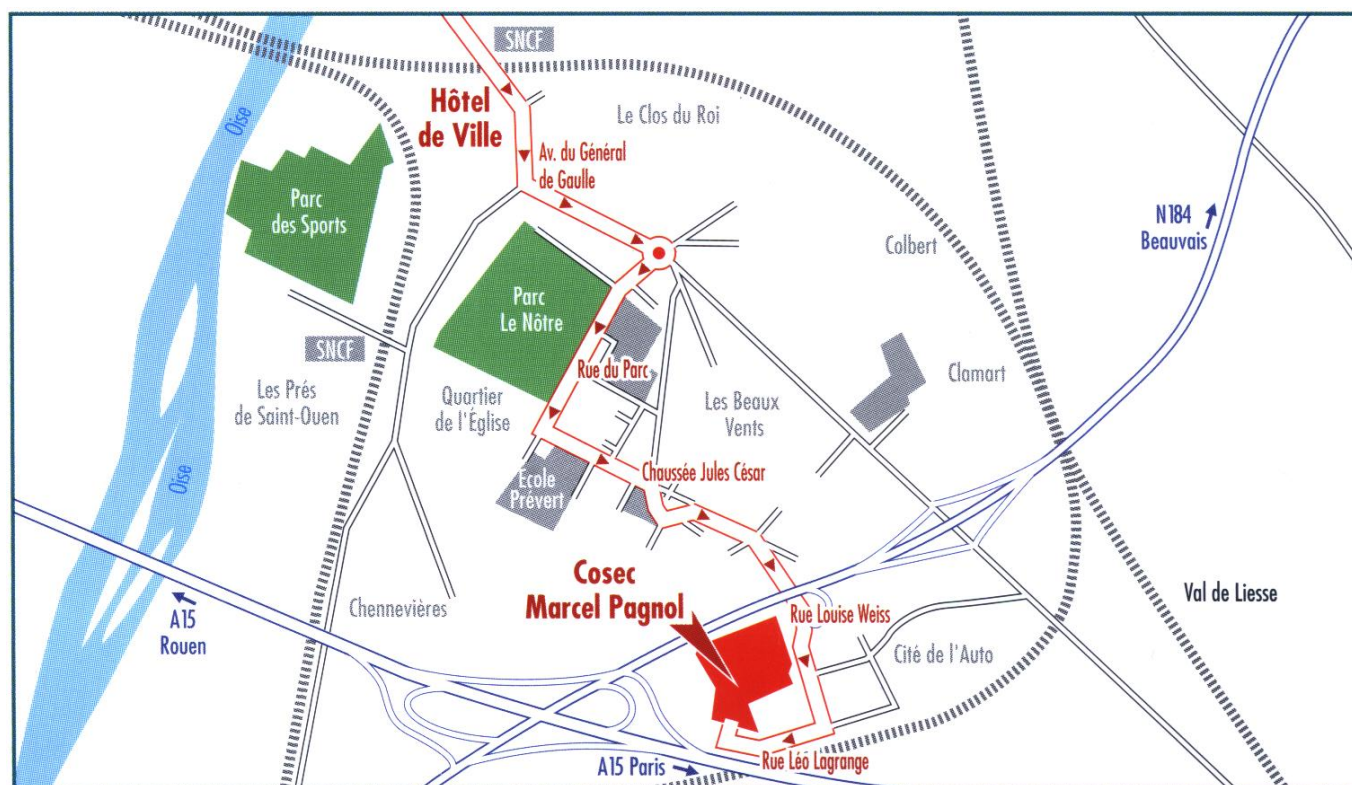 SNCF
Hôtel
de Ville
Le Clos du Roi
Oise
Av. du Général
de Gaulle
Parc
des Sports
N184
Beauvais
Colbert
Parc
Le Nôtre
SNCF
Rue du Parc
Clamart
Les Prés
de Saint-Ouen
Quartier
de l'Église
Les Beaux
Vents
Oise
Ecole
Prévert
Chaussée Jules César
Cosec
Marcel Pagnol
Val de Liesse
Chennevières
A15
Rouen
Rue Louise Weiss
Cité de l'Auto
A15 Paris
Rue Léo Lagrange